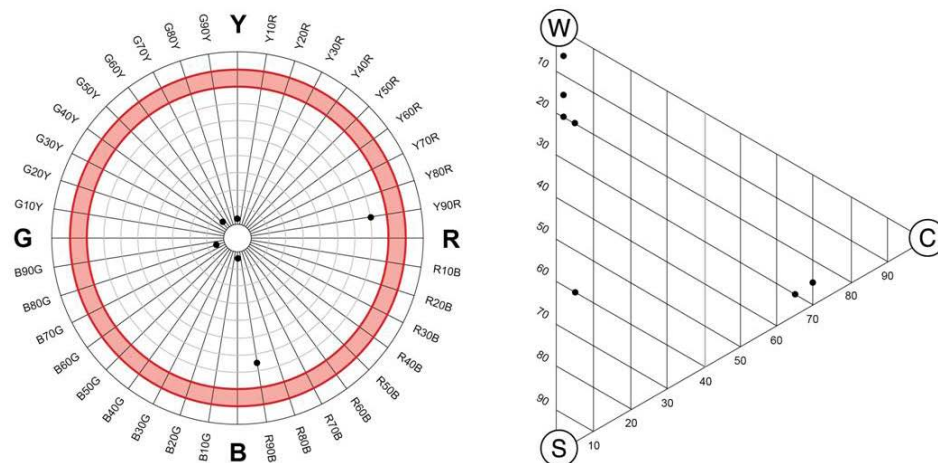 Y
Y10R
Y20R
Y30R
Y40R
Y50R
Y60R
Y70R
Y80R
Y90R
R
R10B
R20B
R30B
R40B
R50B
R60B
R70B
R80B
R90B
B
B10G
B20G
B30G
B40G
B50G
B60G
B70G
B80G
B90G
G
G10Y
G20Y
G30Y
G40Y
G50Y
G60Y
G70Y
G80Y
G90Y
W
10
20
30
40
50
60
70
80
90
S
10
20
30
40
50
60
70
80
90
C